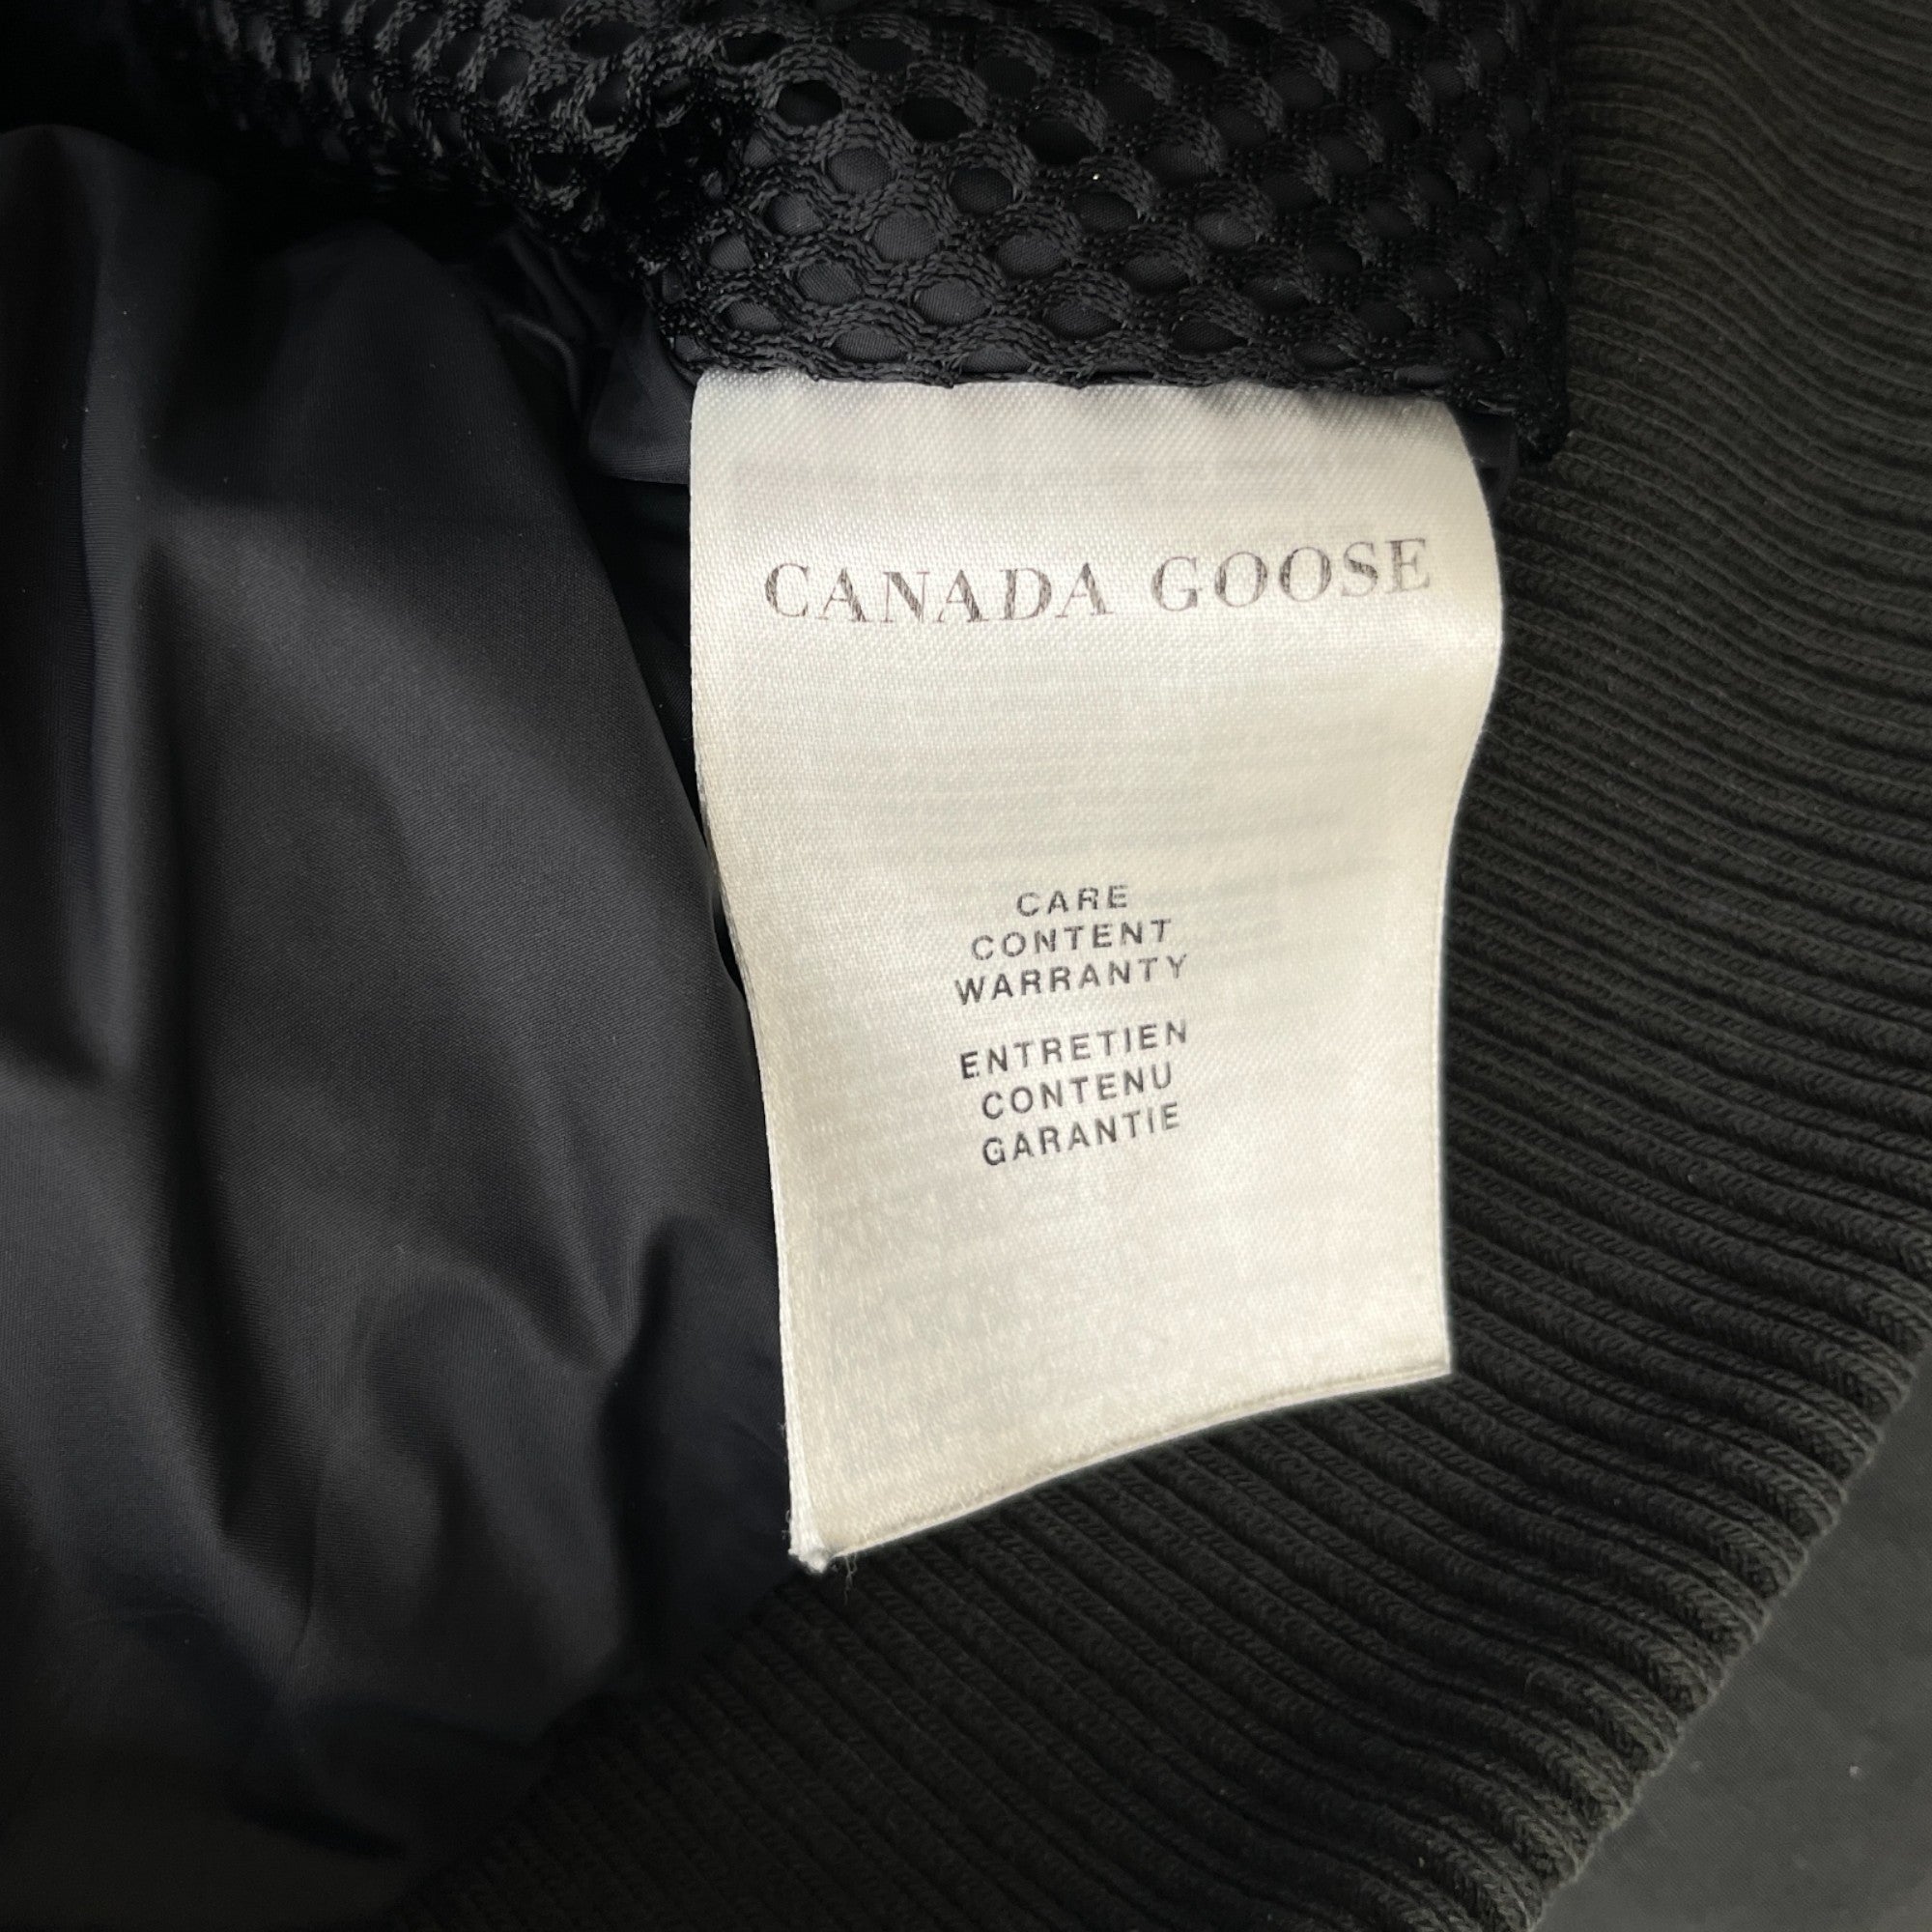 CANADA GOOSE
CARE
CONTENT
WARRANTY
ENTRETIEN
CONTENU
GARANTIE